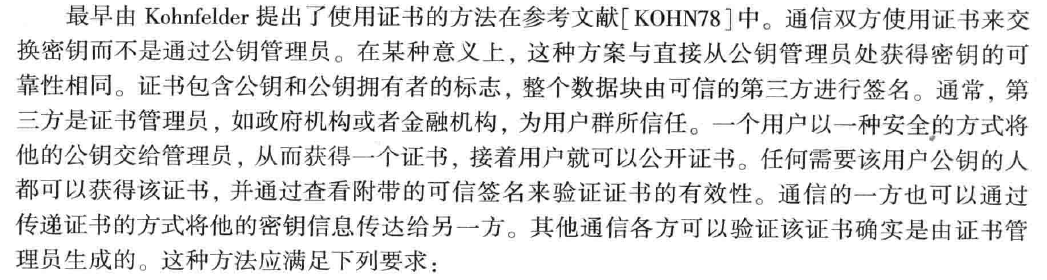 最早由 Kohnfelder 提出了使用证书的方法在参考文献[KOHN78]中。通信双方使用证书来交
换密钥而不是通过公钥管理员。在某种意义上，这种方案与直接从公钥管理员处获得密钥的可
靠性相同。证书包含公钥和公钥拥有者的标志，整个数据块由可信的第三方进行签名。通常，第
三方是证书管理员，如政府机构或者金融机构，为用户群所信任。一个用户以一种安全的方式将
他的公钥交给管理员，从而获得一个证书，接着用户就可以公开证书。任何需要该用户公钥的人
都可以获得该证书，并通过查看附带的可信签名来验证证书的有效性。通信的一方也可以通过
传递证书的方式将他的密钥信息传达给另一方。其他通信各方可以验证该证书确实是由证书管
理员生成的。这种方法应满足下列要求：